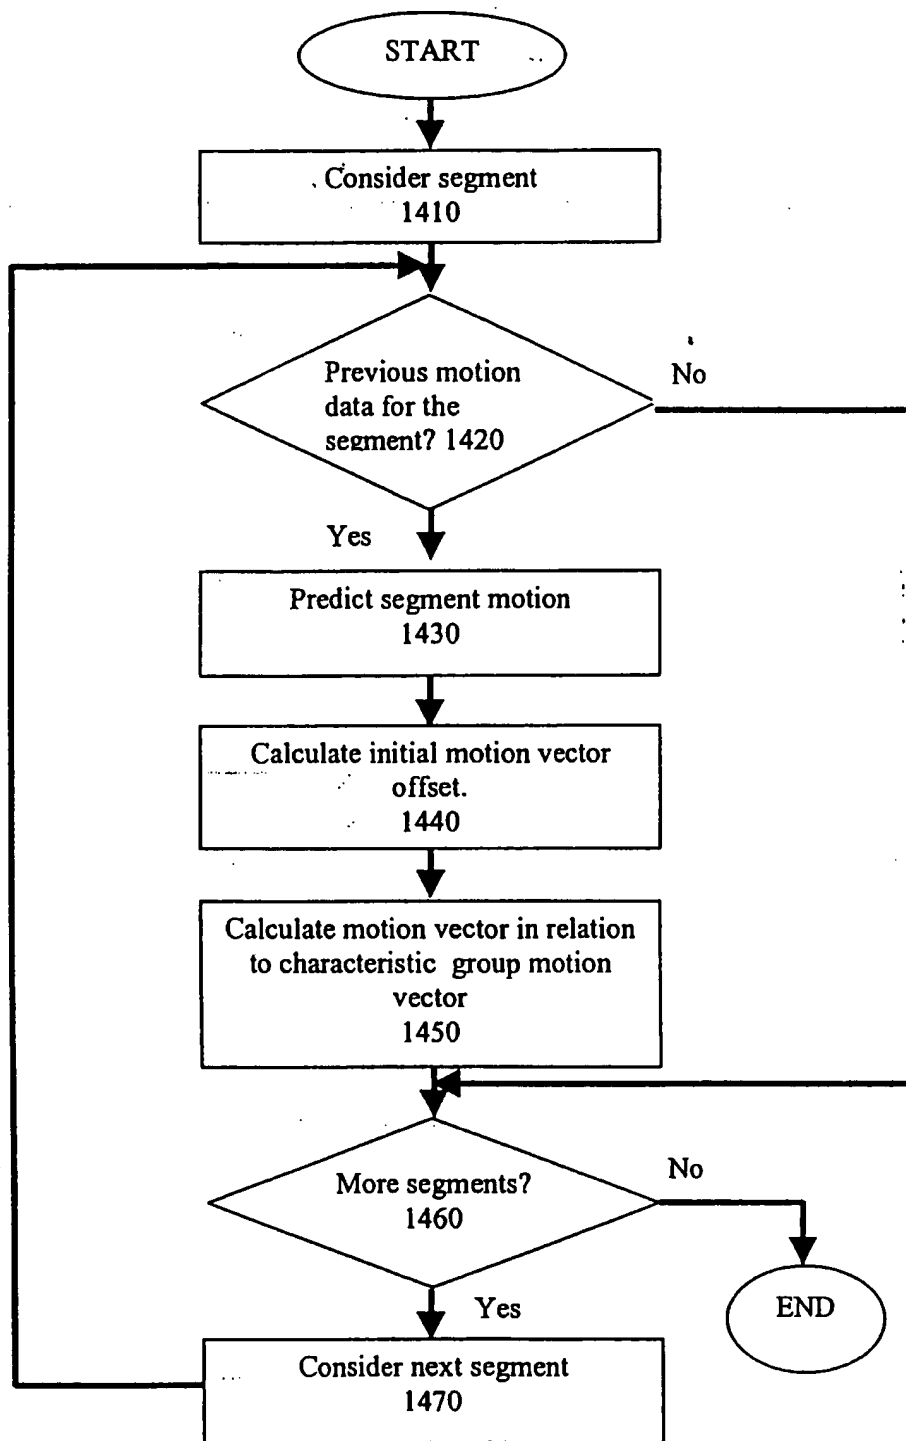 START
Consider segment
1410
Previous motion
data for the
segment? 1420
No
Yes
Predict segment motion
1430
Calculate initial motion vector
offset.
1440
Calculate motion vector in relation
to characteristic group motion
vector
1450
More segments?
1460
No
Yes
END
Consider next segment
1470